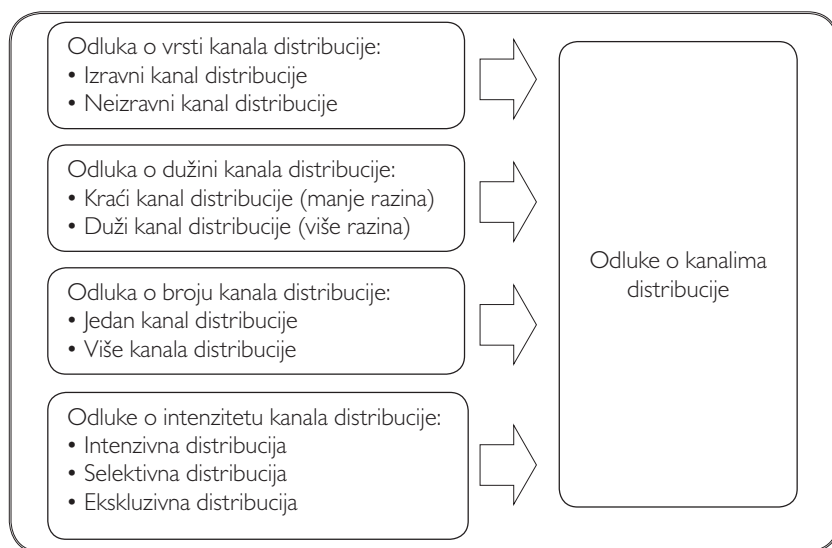 Odluka o vrsti kanala distribucije:
• Izravni kanal distribucije
• Neizravni kanal distribucije
Odluka o dužini kanala distribucije:
• Kraći kanal distribucije (manje razina)
• Duži kanal distribucije (više razina)
Odluka o broju kanala distribucije:
• Jedan kanal distribucije
• Više kanala distribucije
Odluke o intenzitetu kanala distribucije:
• Intenzivna distribucija
• Selektivna distribucija
• Ekskluzivna distribucija
Odluke o kanalima
distribucije